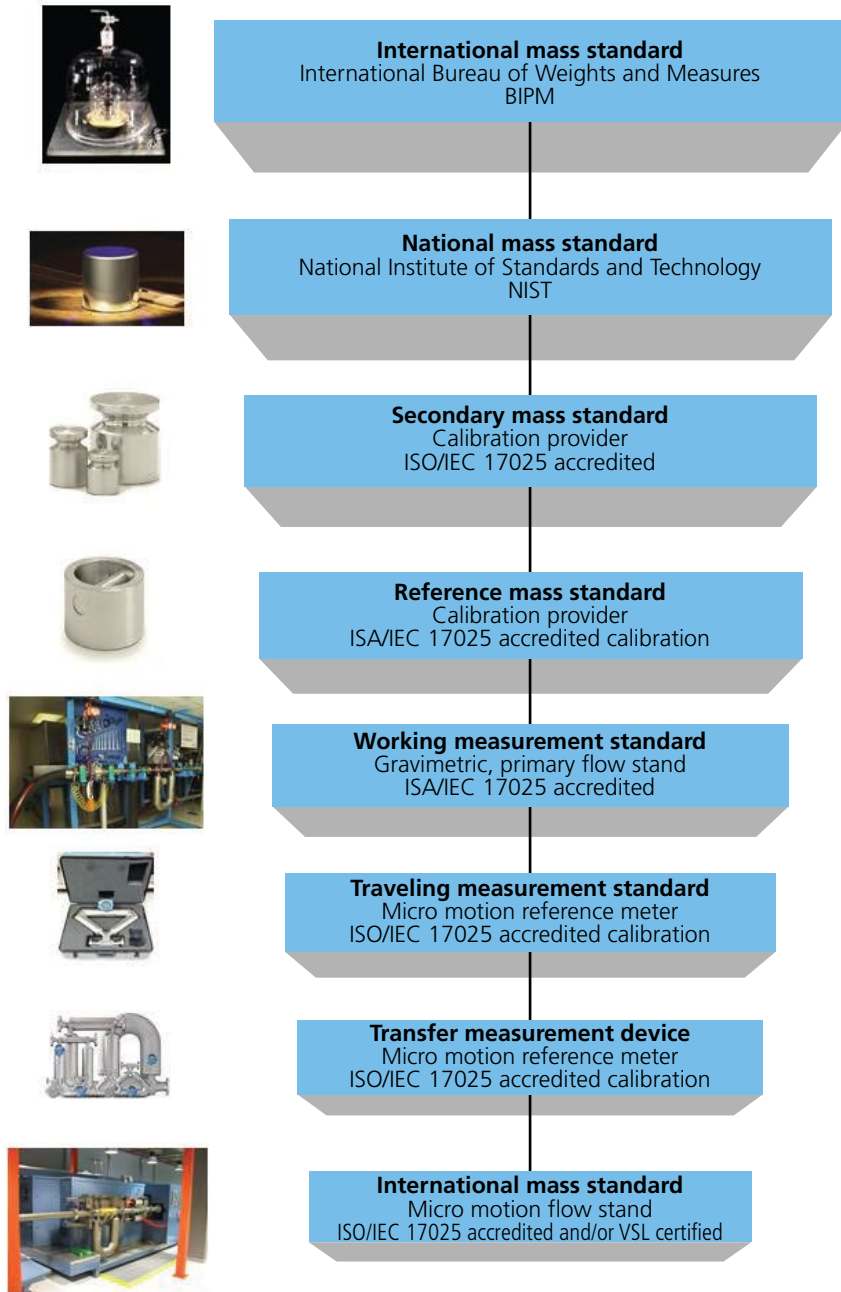 International mass standard
International Bureau of Weights and Measures
BIPM
National mass standard
National Institute of Standards and Technology
NIST
Secondary mass standard
Calibration provider
ISO/IEC 17025 accredited
Reference mass standard
Calibration provider
ISA/IEC 17025 accredited calibration
Working measurement standard
Gravimetric, primary flow stand
ISA/IEC 17025 accredited
Traveling measurement standard
Micro motion reference meter
ISO/IEC 17025 accredited calibration
Transfer measurement device
Micro motion reference meter
ISO/IEC 17025 accredited calibration
International mass standard
Micro motion flow stand
ISO/IEC 17025 accredited and/or VSL certified